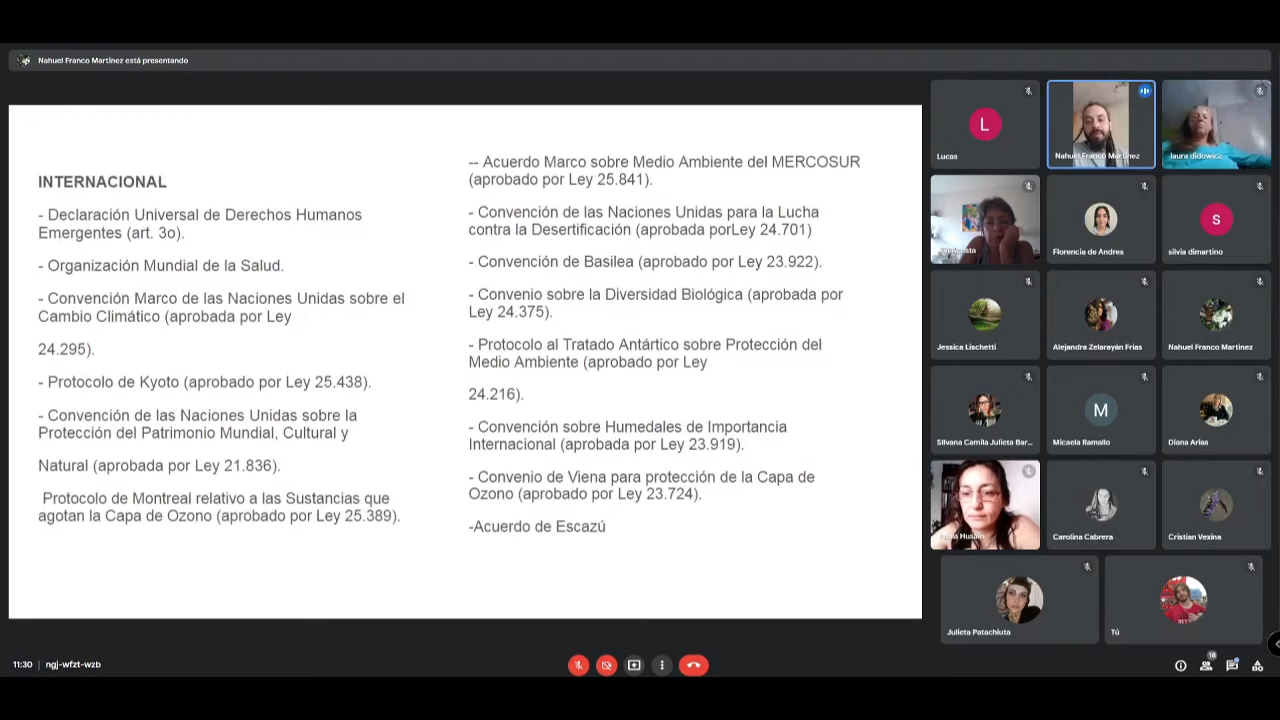 Nahuel Franco Martinez está presentando
INTERNACIONAL
- Declaración Universal de Derechos Humanos
Emergentes (art. 3o).
- Organización Mundial de la Salud.
- Convención Marco de las Naciones Unidas sobre el
Cambio Climático (aprobada por Ley
24.295).
- Protocolo de Kyoto (aprobado por Ley 25.438).
- Convención de las Naciones Unidas sobre la
Protección del Patrimonio Mundial, Cultural y
Natural (aprobada por Ley 21.836).
Protocolo de Montreal relativo a las Sustancias que
agotan la Capa de Ozono (aprobado por Ley 25.389).
-- Acuerdo Marco sobre Medio Ambiente del MERCOSUR
(aprobado por Ley 25.841).
- Convención de las Naciones Unidas para la Lucha
contra la Desertificación (aprobada porLey 24.701)
- Convención de Basilea (aprobado por Ley 23.922).
- Convenio sobre la Diversidad Biológica (aprobada por
Ley 24.375).
- Protocolo al Tratado Antártico sobre Protección del
Medio Ambiente (aprobado por Ley
24.216).
- Convención sobre Humedales de Importancia
Internacional (aprobada por Ley 23.919).
- Convenio de Viena para protección de la Capa de
Ozono (aprobado por Ley 23.724).
-Acuerdo de Escazú
L
Lucas
Nahuel Franco Martinez
laura didowicz
Florencia de Andres
S
silvia dimartino
Jessica Lischetti
Alejandra Zelarayán Frias
Nahuel Franco Martinez
Silvana Camila Julieta Bar...
M
Micaela Ramallo
Diana Arias
Carolina Cabrera
Cristian Vexina
Julieta Patachiuta
Tú
11:30 | ngj-wfzt-wzb
18